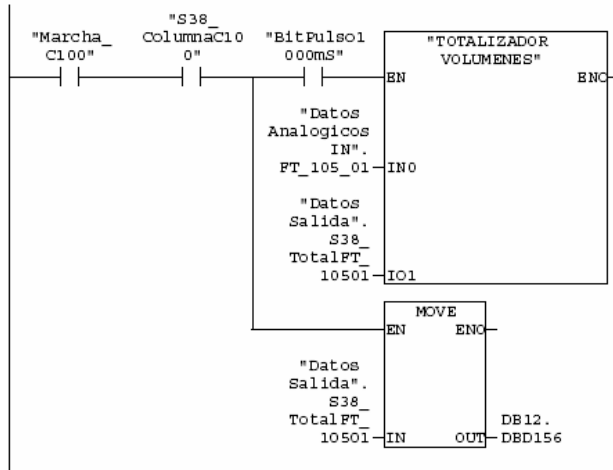 "S38_
"Marcha_ ColumnaC10 "BitPulso1
C100" 0" 000mS" "TOTALIZADOR
VOLUMENES"
EN ENO
"Datos
Analogicos
IN".
FT_105_01 IN0
"Datos
Salida".
S38_
TotalFT_
10501 IO1
MOVE
EN ENO
"Datos
Salida".
S38_
TotalFT_ DB12.
10501 IN OUT DBD156